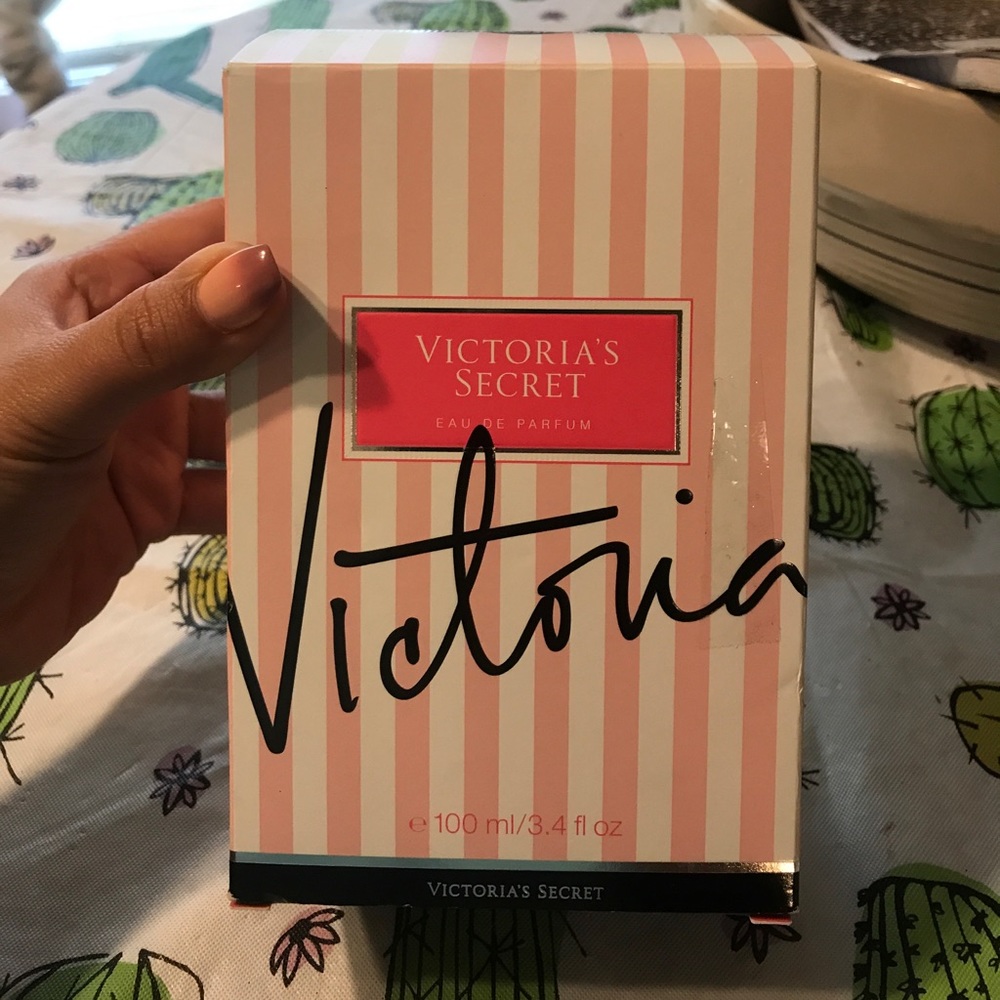 VICTORIA'S
SECRET
EAU DE PARFUM
Victoria
℮ 100 ml/3.4 fl oz
VICTORIA'S SECRET